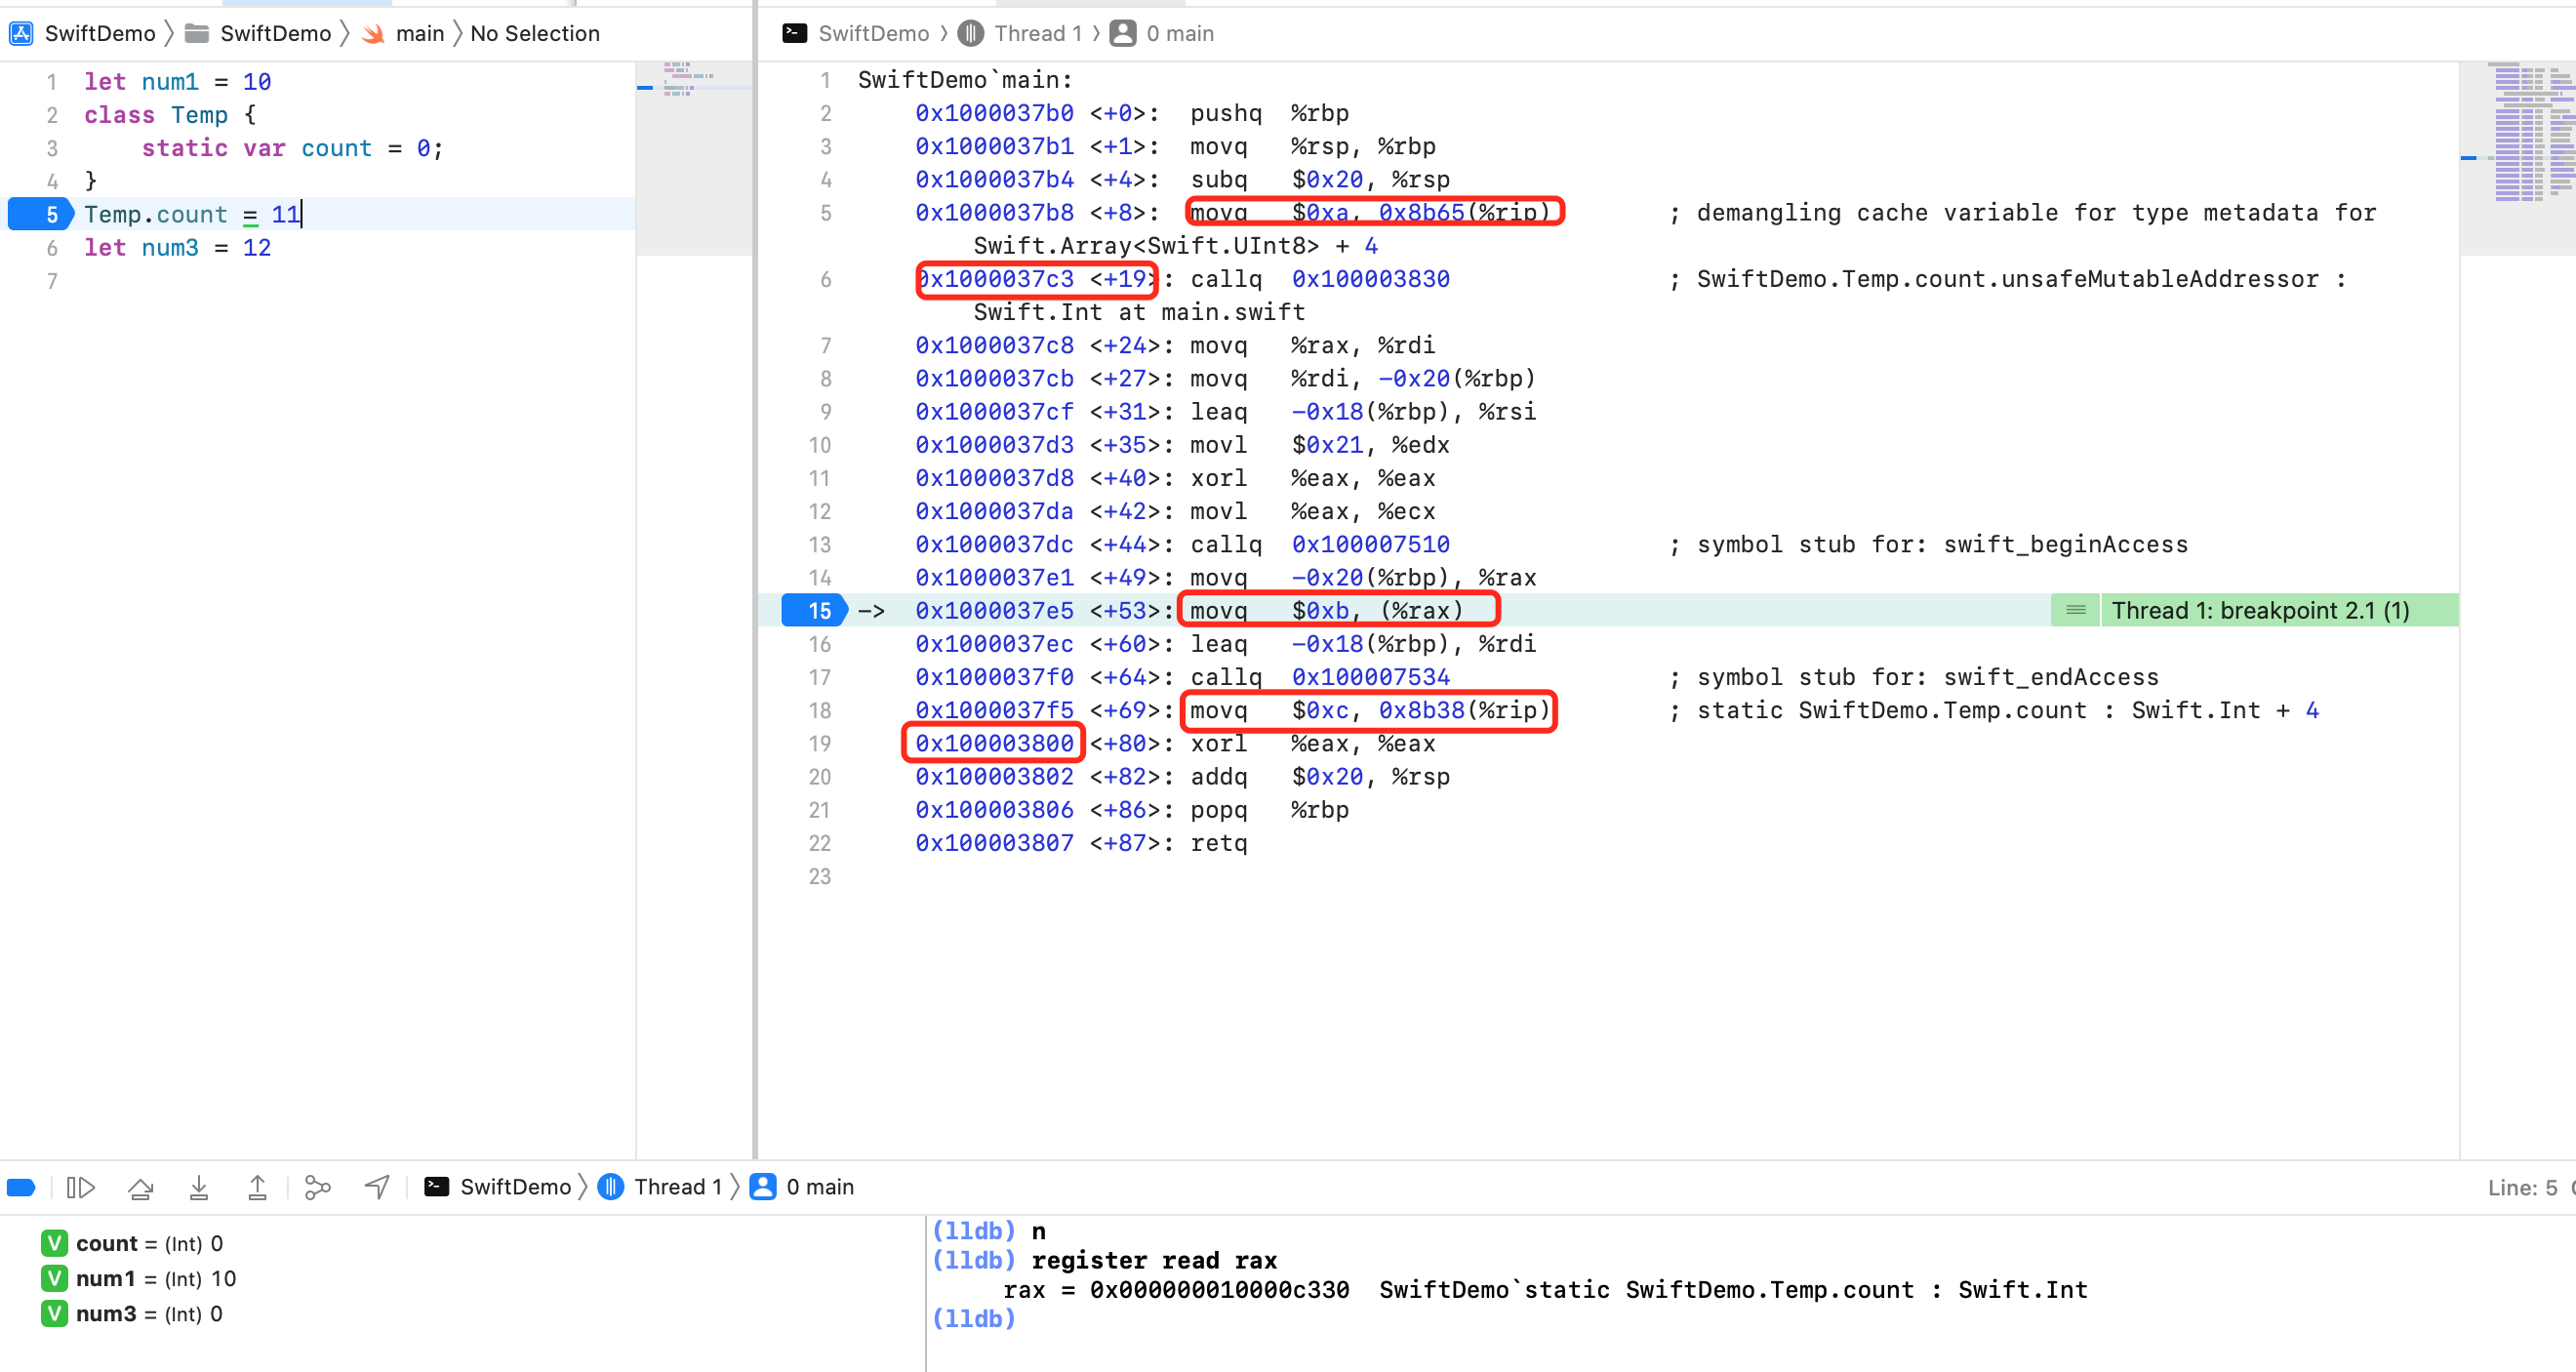 SwiftDemo 〉 SwiftDemo 〉 main 〉 No Selection
1 let num1 = 10
2 class Temp {
3     static var count = 0;
4 }
5 Temp.count = 11
6 let num3 = 12
7
SwiftDemo 〉 Thread 1 〉 0 main
1 SwiftDemo`main:
2     0x1000037b0 <+0>:  pushq  %rbp
3     0x1000037b1 <+1>:  movq   %rsp, %rbp
4     0x1000037b4 <+4>:  subq   $0x20, %rsp
5     0x1000037b8 <+8>:  movq   $0xa, 0x8b65(%rip)        ; demangling cache variable for type metadata for
        Swift.Array<Swift.UInt8> + 4
6     0x1000037c3 <+19>: callq  0x100003830               ; SwiftDemo.Temp.count.unsafeMutableAddressor :
        Swift.Int at main.swift
7     0x1000037c8 <+24>: movq   %rax, %rdi
8     0x1000037cb <+27>: movq   %rdi, -0x20(%rbp)
9     0x1000037cf <+31>: leaq   -0x18(%rbp), %rsi
10     0x1000037d3 <+35>: movl   $0x21, %edx
11     0x1000037d8 <+40>: xorl   %eax, %eax
12     0x1000037da <+42>: movl   %eax, %ecx
13     0x1000037dc <+44>: callq  0x100007510               ; symbol stub for: swift_beginAccess
14     0x1000037e1 <+49>: movq   -0x20(%rbp), %rax
15 ->  0x1000037e5 <+53>: movq   $0xb, (%rax)    Thread 1: breakpoint 2.1 (1)
16     0x1000037ec <+60>: leaq   -0x18(%rbp), %rdi
17     0x1000037f0 <+64>: callq  0x100007534               ; symbol stub for: swift_endAccess
18     0x1000037f5 <+69>: movq   $0xc, 0x8b38(%rip)        ; static SwiftDemo.Temp.count : Swift.Int + 4
19     0x100003800 <+80>: xorl   %eax, %eax
20     0x100003802 <+82>: addq   $0x20, %rsp
21     0x100003806 <+86>: popq   %rbp
22     0x100003807 <+87>: retq
23
SwiftDemo 〉 Thread 1 〉 0 main
Line: 5
V count = (Int) 0
V num1 = (Int) 10
V num3 = (Int) 0
(lldb) n
(lldb) register read rax
     rax = 0x000000010000c330  SwiftDemo`static SwiftDemo.Temp.count : Swift.Int
(lldb)